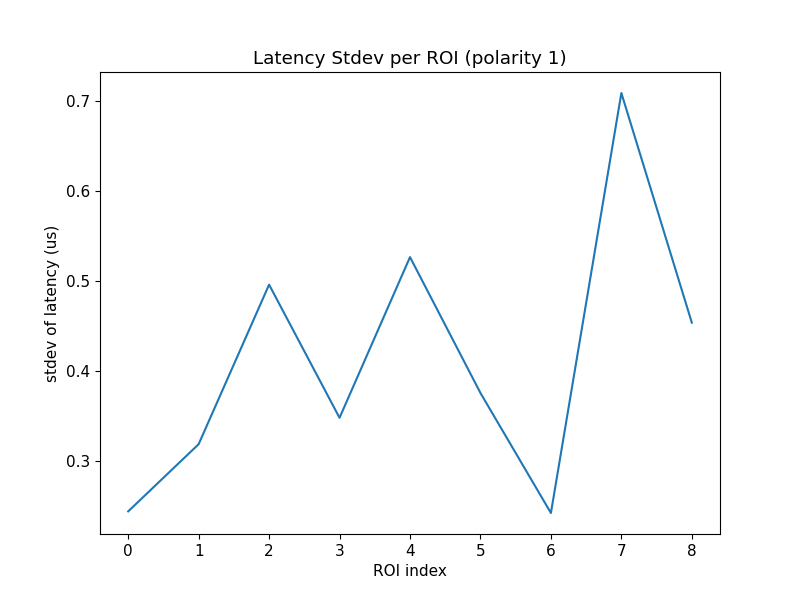 Latency Stdev per ROI (polarity 1)
stdev of latency (us)
0.7
0.6
0.5
0.4
0.3
0 1 2 3 4 5 6 7 8
ROI index